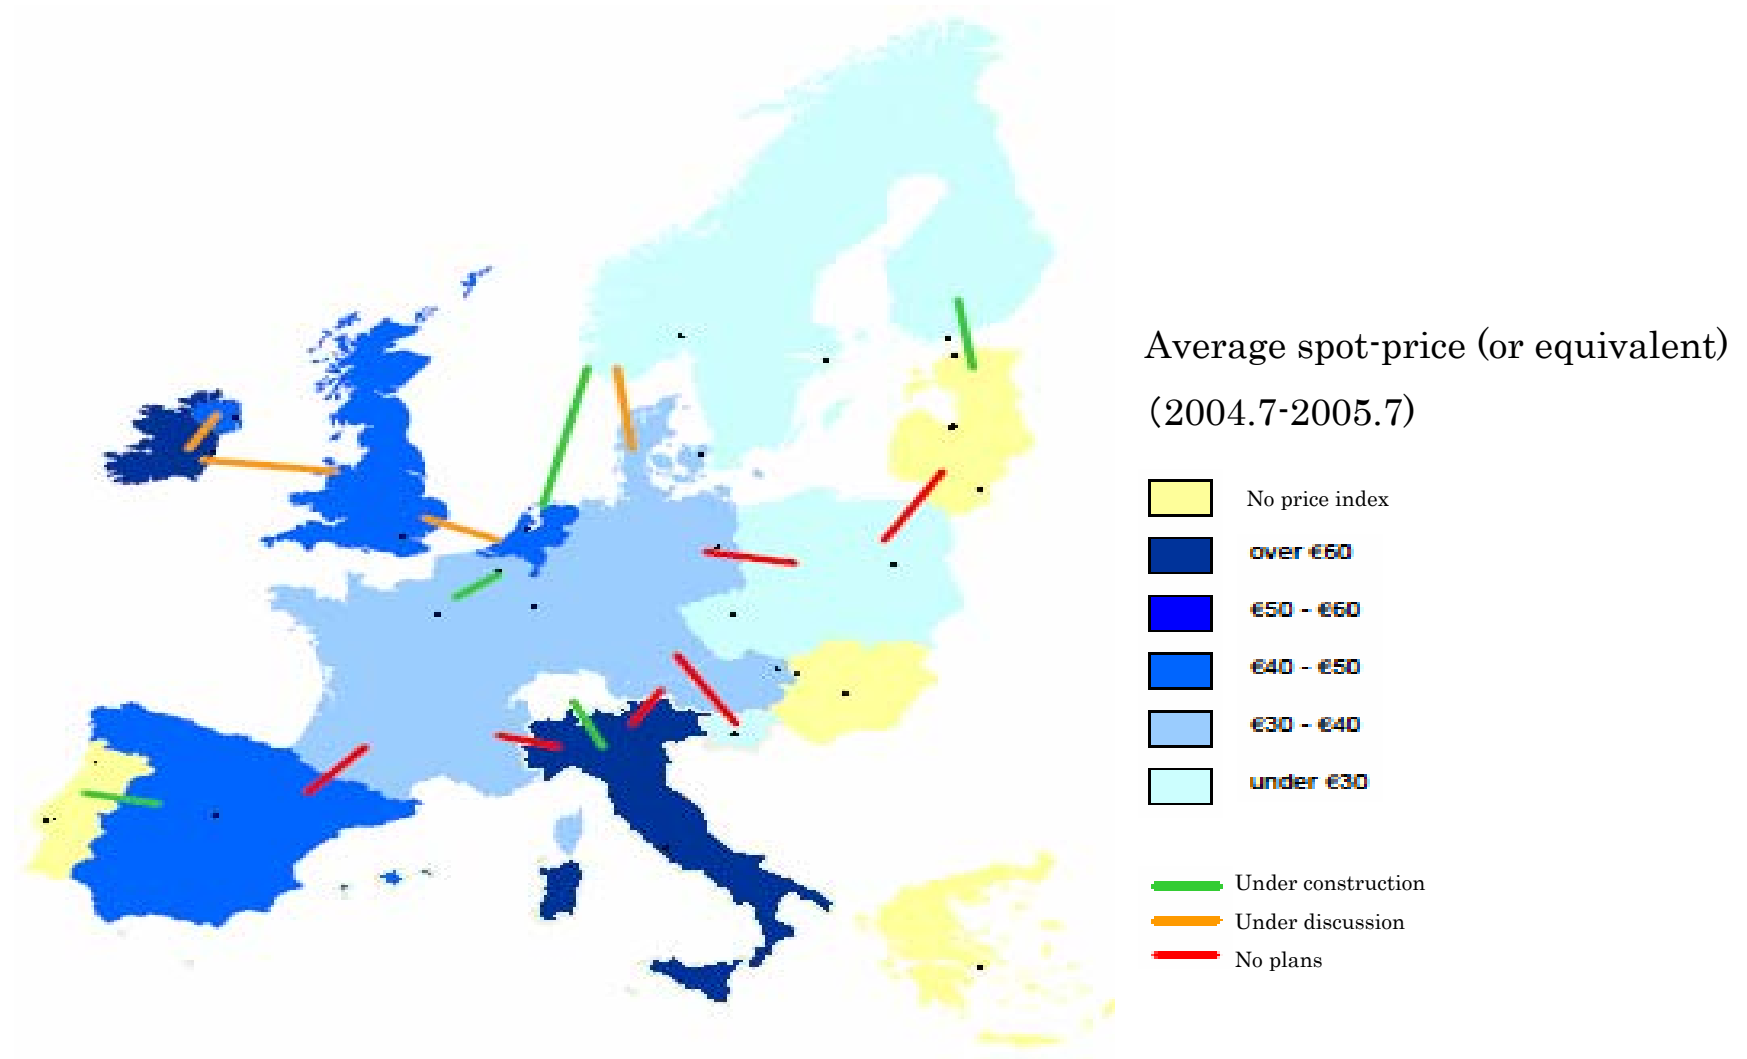 Average spot-price (or equivalent)
(2004.7-2005.7)
No price index
over €60
€50 - €60
€40 - €50
€30 - €40
under €30
Under construction
Under discussion
No plans